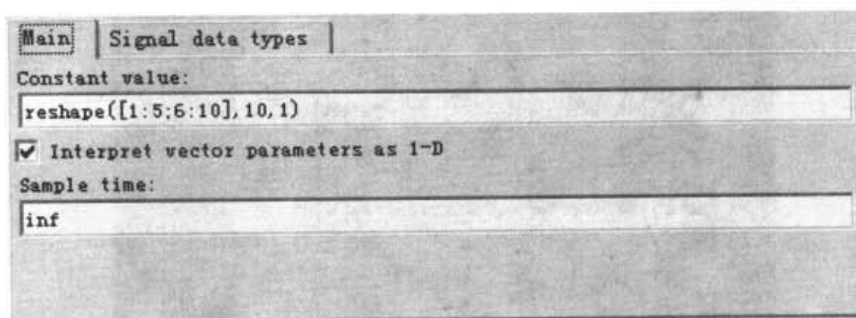 Main Signal data types
Constant value:
reshape([1:5;6:10],10,1)
Interpret vector parameters as 1-D
Sample time:
inf